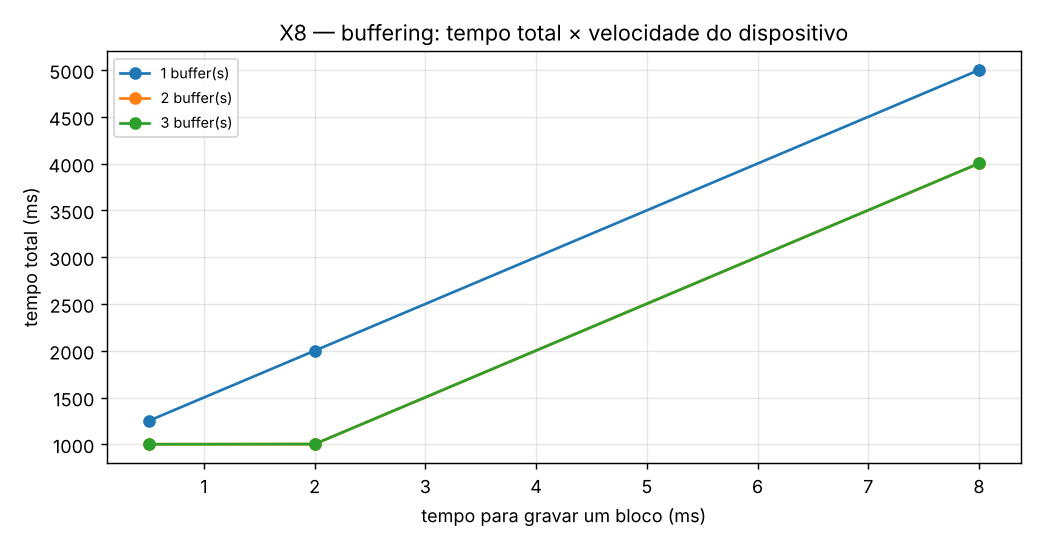 X8 — buffering: tempo total × velocidade do dispositivo
1 buffer(s)
2 buffer(s)
3 buffer(s)
tempo total (ms)
5000
4500
4000
3500
3000
2500
2000
1500
1000
1 2 3 4 5 6 7 8
tempo para gravar um bloco (ms)